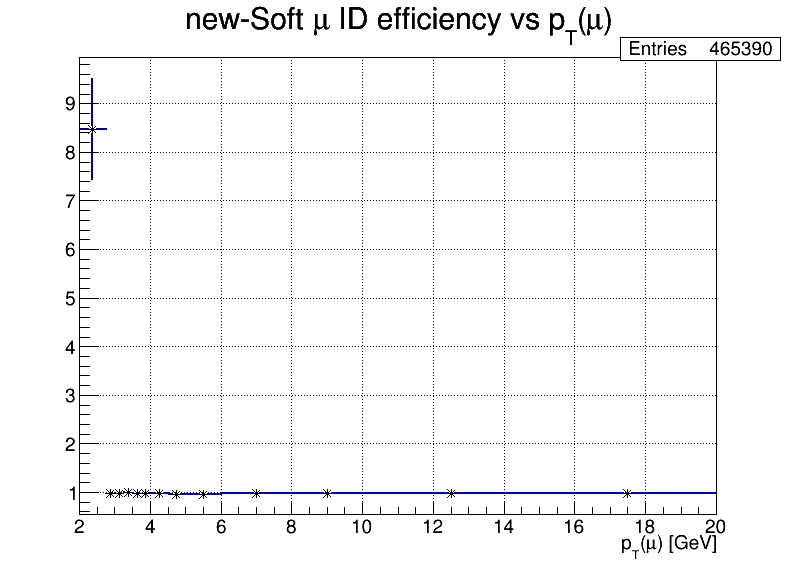 new-Soft μ ID efficiency vs p_T(μ)
Entries 465390
9
8
7
6
5
4
3
2
1
2 4 6 8 10 12 14 16 18 20
p_T(μ) [GeV]